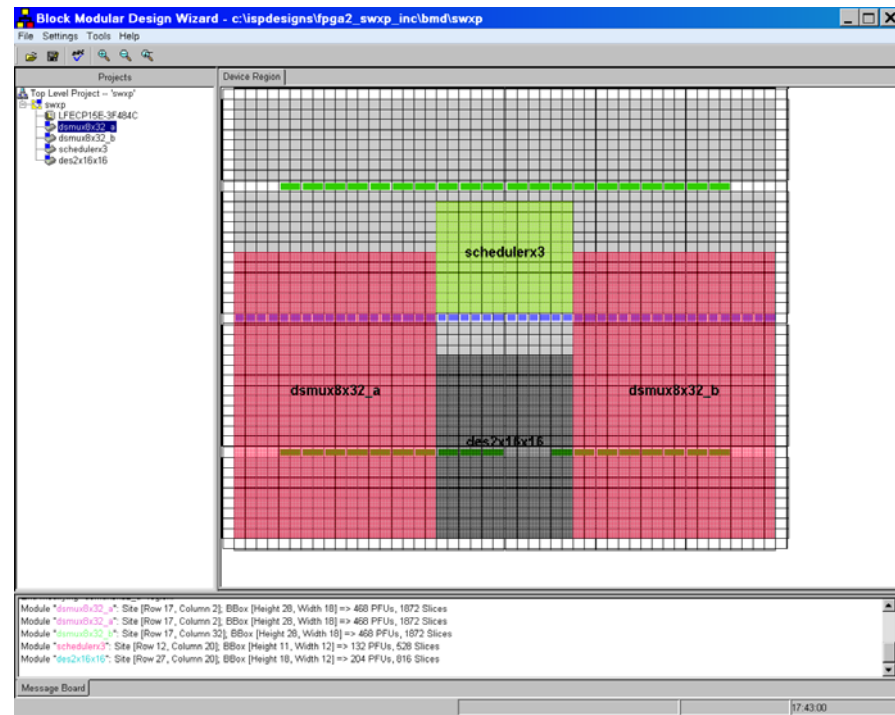 Block Modular Design Wizard - c:\ispdesigns\fpga2_swxp_inc\bmd\swxp
File Settings Tools Help
Projects
Device Region
Top Level Project -- 'swxp'
swxp
LFECP15E-3F484C
dsmux8x32_a
dsmux8x32_b
schedulerx3
des2x16x16
schedulerx3
dsmux8x32_a
dsmux8x32_b
des2x16x16
Module "dsmux8x32_a": Site [Row 17, Column 2]; BBox [Height 28, Width 18] => 468 PFUs, 1872 Slices
Module "dsmux8x32_a": Site [Row 17, Column 2]; BBox [Height 28, Width 18] => 468 PFUs, 1872 Slices
Module "dsmux8x32_b": Site [Row 17, Column 32]; BBox [Height 28, Width 18] => 468 PFUs, 1872 Slices
Module "schedulerx3": Site [Row 12, Column 20]; BBox [Height 11, Width 12] => 132 PFUs, 528 Slices
Module "des2x16x16": Site [Row 27, Column 20]; BBox [Height 18, Width 12] => 204 PFUs, 816 Slices
Message Board
17:43:00